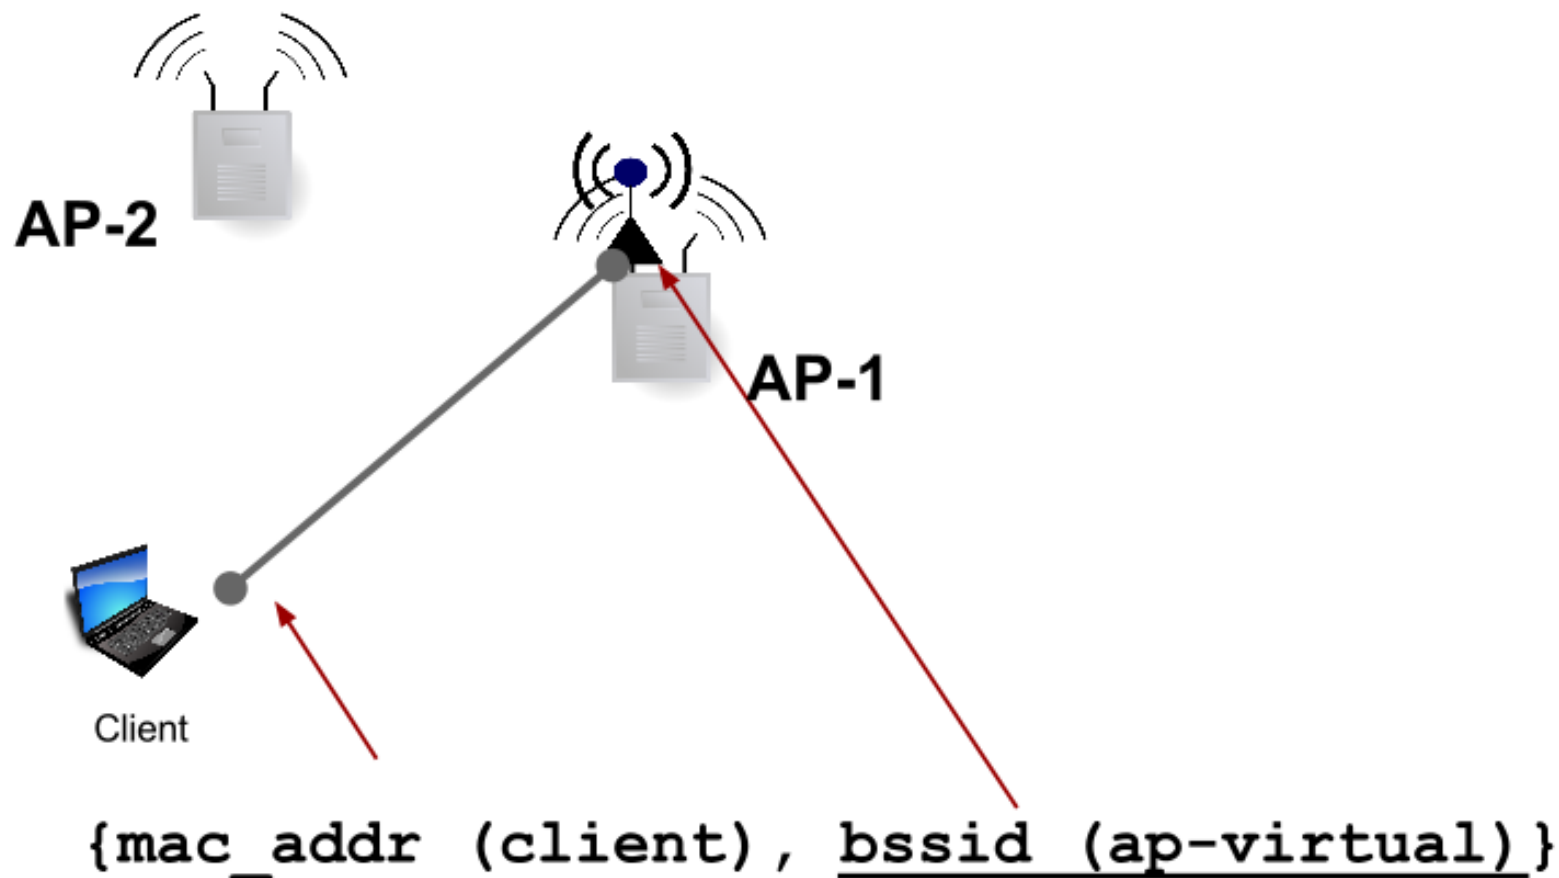 AP-2
AP-1
Client
{mac_addr (client), bssid (ap-virtual)}